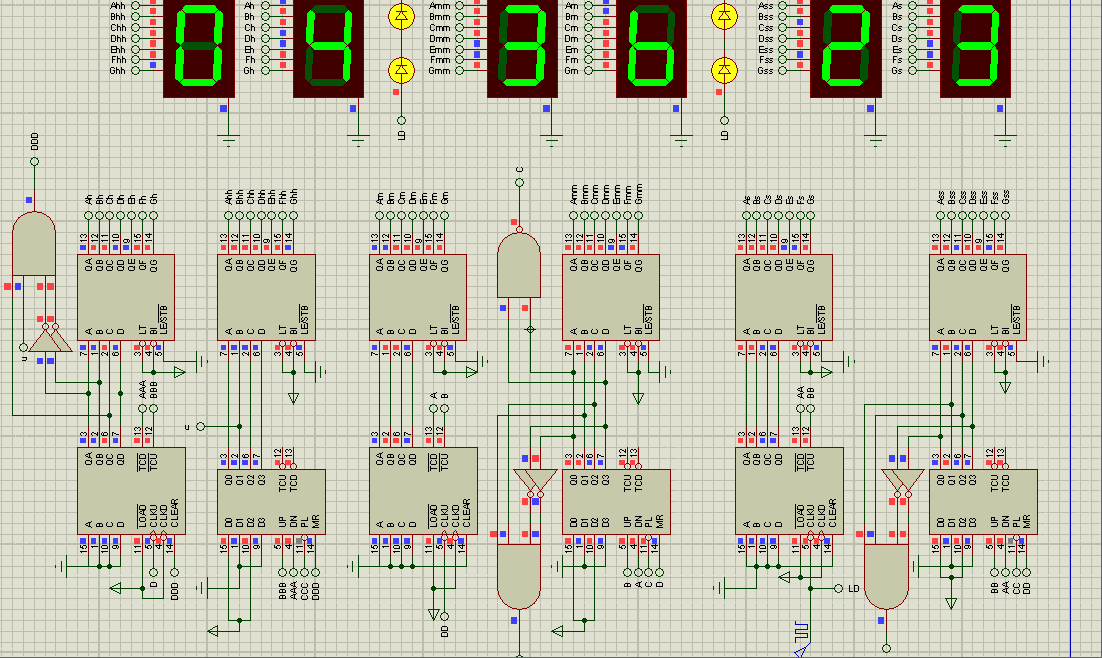 Ahh Ah Amm Am Ass As
Bhh Bh Bmm Bm Bss Bs
Chh Ch Cmm Cm Css Cs
Dhh Dh Dmm Dm Dss Ds
Ehh Eh Emm Em Ess Es
Fhh Fh Fmm Fm Fss Fs
Ghh Gh Gmm Gm Gss Gs
0 4 3 6 2 3
LD LD
DDD C
Ah Bh Ch Dh Eh Fh Gh Ahh Bhh Chh Dhh Ehh Fhh Ghh Am Bm Cm Dm Em Fm Gm Amm Bmm Cmm Dmm Emm Fmm Gmm As Bs Cs Ds Es Fs Gs Ass Bss Css Dss Ess Fss Gss
13 12 11 10 9 15 14 13 12 11 10 9 15 14 13 12 11 10 9 15 14 13 12 11 10 9 15 14 13 12 11 10 9 15 14 13 12 11 10 9 15 14
QA QB QC QD QE QF QG QA QB QC QD QE QF QG QA QB QC QD QE QF QG QA QB QC QD QE QF QG QA QB QC QD QE QF QG QA QB QC QD QE QF QG
A B C D LT BI LE/STB A B C D LT BI LE/STB A B C D LT BI LE/STB A B C D LT BI LE/STB A B C D LT BI LE/STB A B C D LT BI LE/STB
7 1 2 6 3 4 5 7 1 2 6 3 4 5 7 1 2 6 3 4 5 7 1 2 6 3 4 5 7 1 2 6 3 4 5 7 1 2 6 3 4 5
u
AAA BBB A B AA BB
u
3 2 6 7 13 12 3 2 6 7 12 13 3 2 6 7 13 12 3 2 6 7 12 13 3 2 6 7 13 12 3 2 6 7 12 13
QA QB QC QD TCD TCU Q0 Q1 Q2 Q3 TCU TCD QA QB QC QD TCD TCU Q0 Q1 Q2 Q3 TCU TCD QA QB QC QD TCD TCU Q0 Q1 Q2 Q3 TCU TCD
A B C D LOAD CLKU CLKD CLEAR D0 D1 D2 D3 UP DN PL MR A B C D LOAD CLKU CLKD CLEAR D0 D1 D2 D3 UP DN PL MR A B C D LOAD CLKU CLKD CLEAR D0 D1 D2 D3 UP DN PL MR
15 1 10 9 11 5 4 14 15 1 10 9 5 4 11 14 15 1 10 9 11 5 4 14 15 1 10 9 5 4 11 14 15 1 10 9 11 5 4 14 15 1 10 9 5 4 11 14
D DDD BBB AAA CCC DDD DD B A C D LD BB AA CC DD